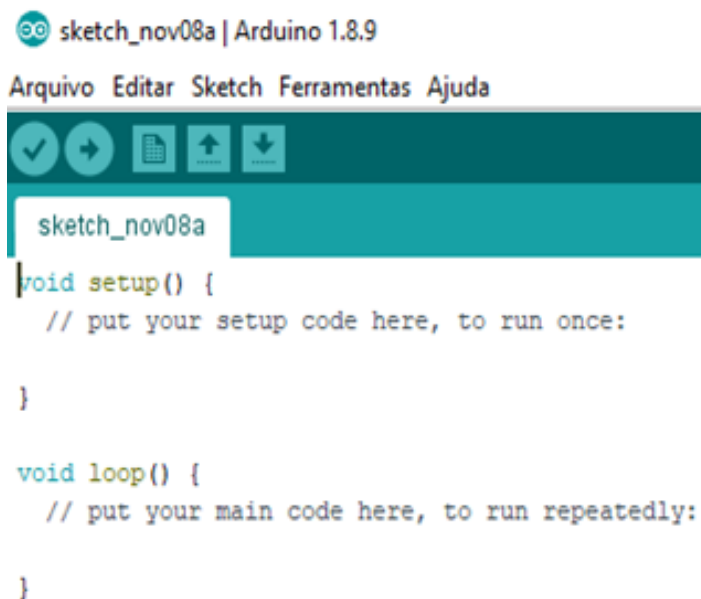 sketch_nov08a | Arduino 1.8.9
Arquivo Editar Sketch Ferramentas Ajuda
sketch_nov08a
void setup() {
  // put your setup code here, to run once:
}
void loop() {
  // put your main code here, to run repeatedly:
}